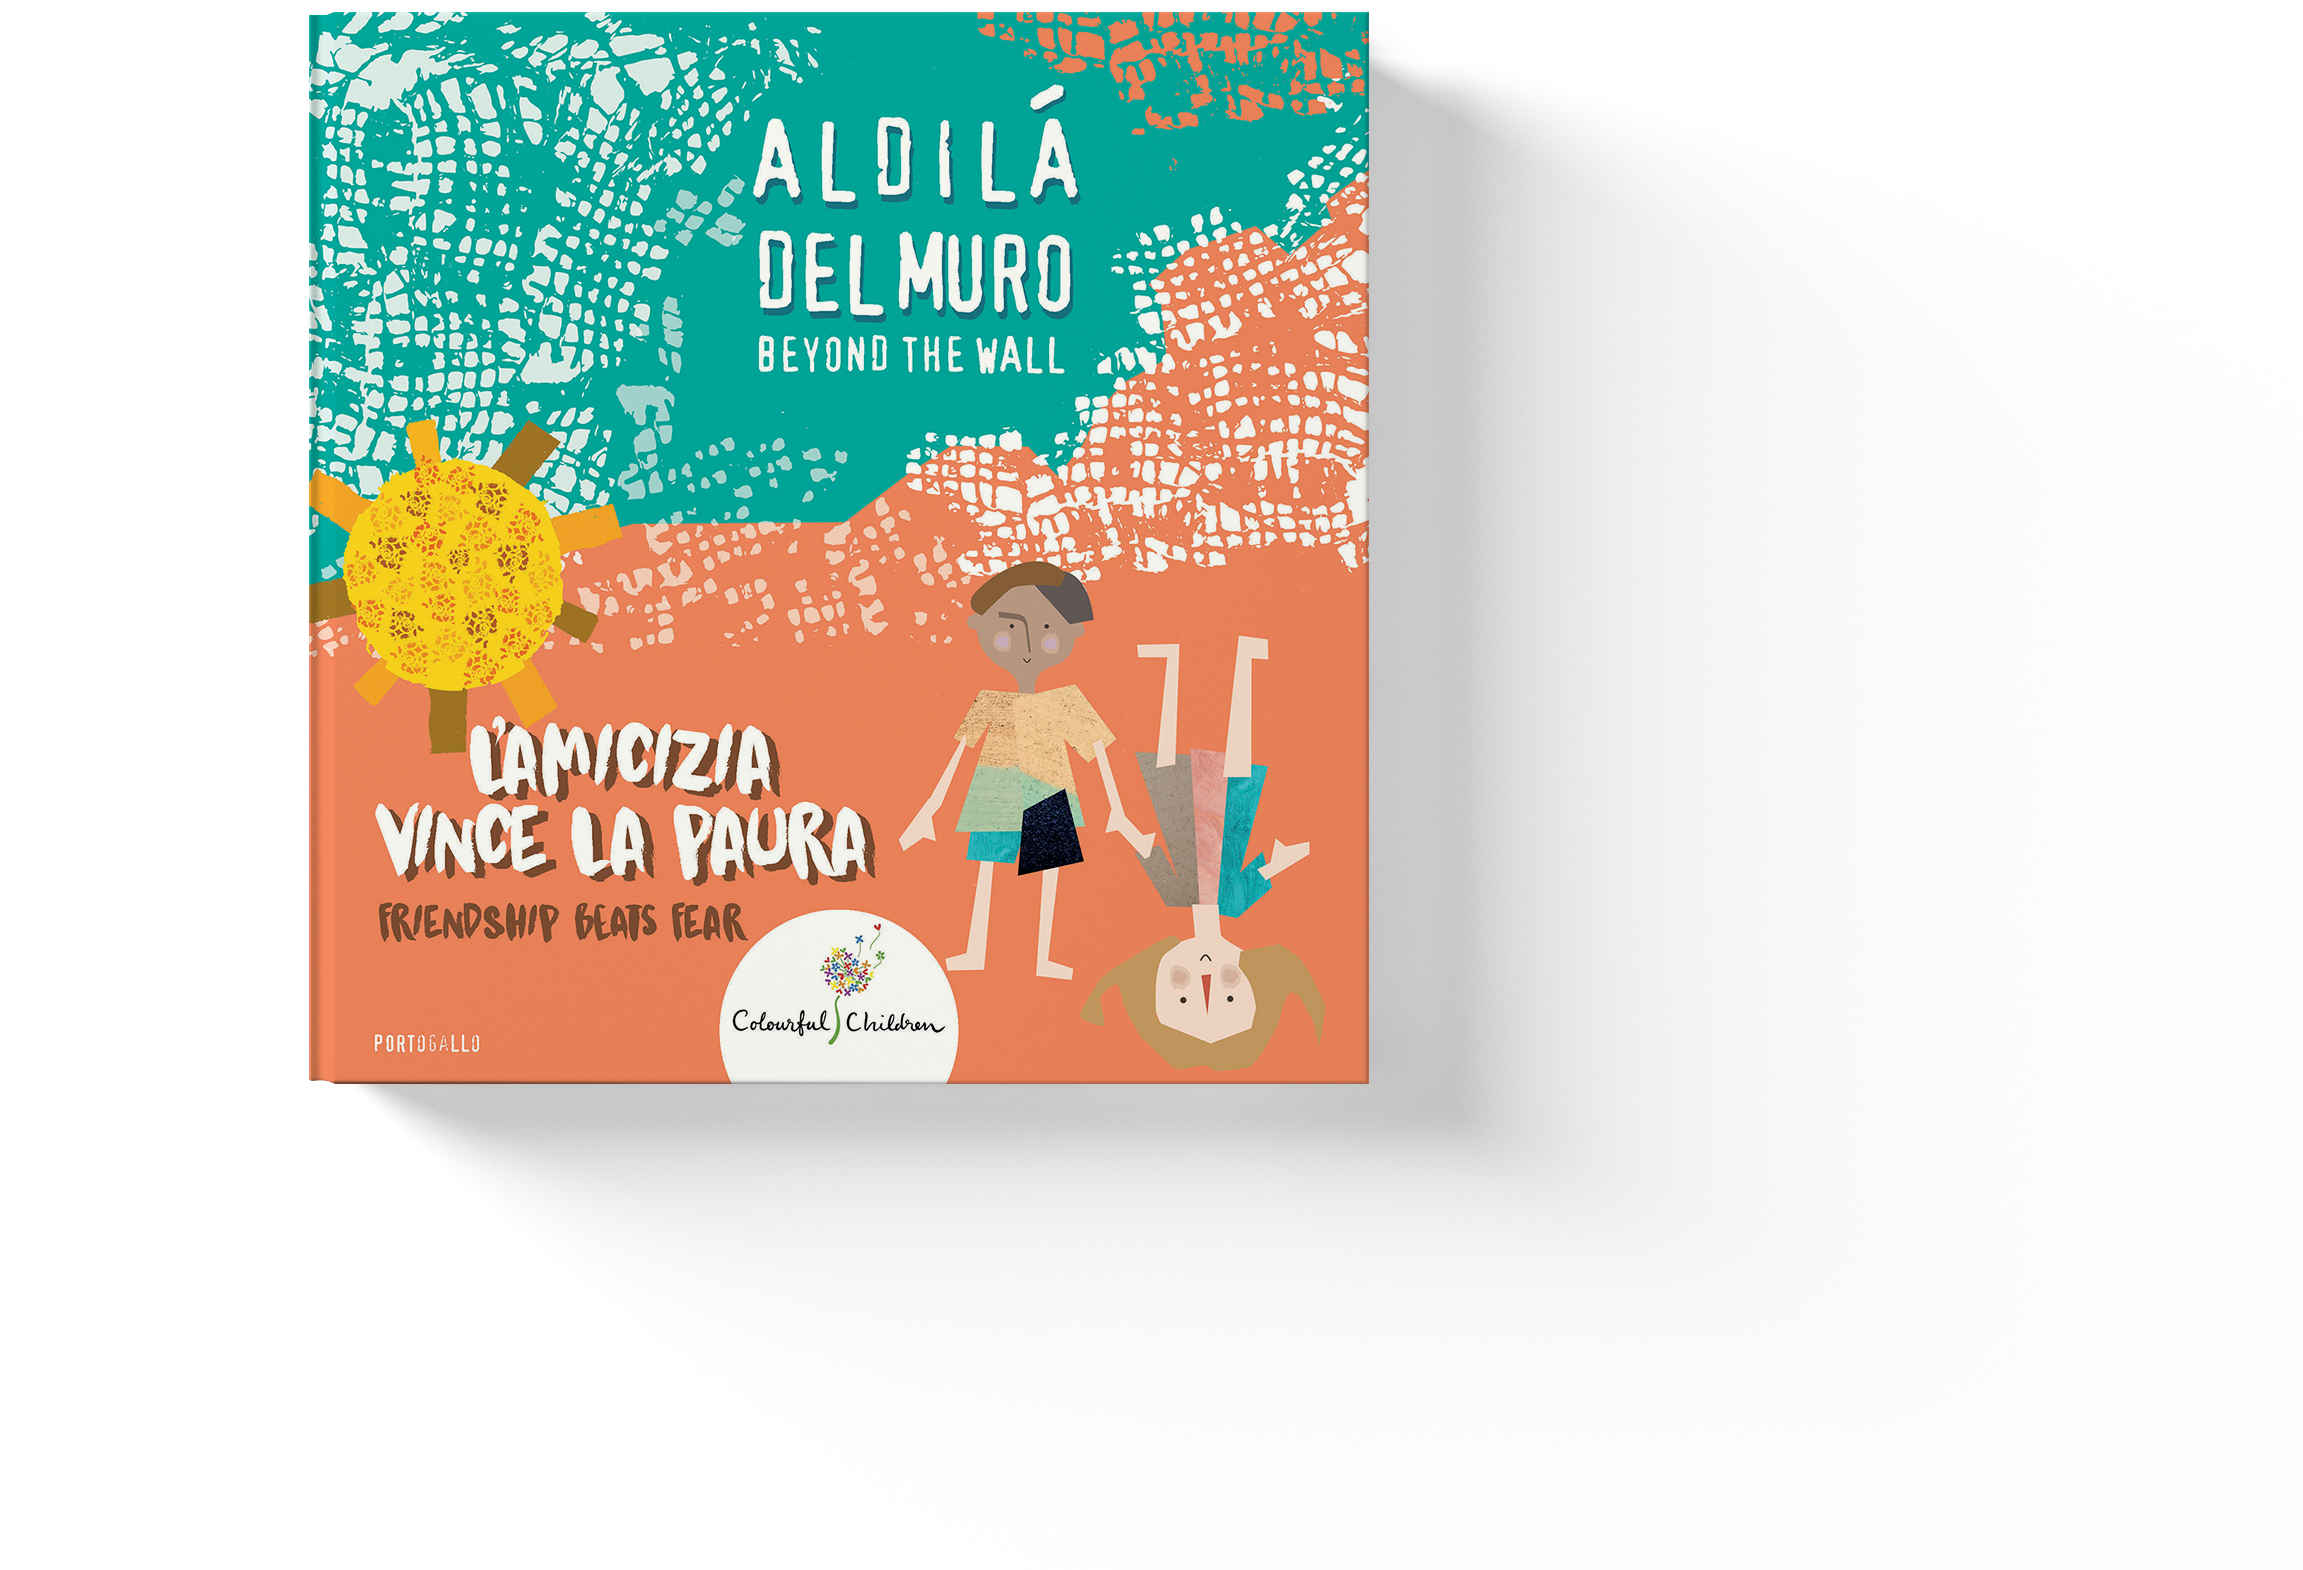 ALDILÁ
DEL MURO
BEYOND THE WALL
L'AMICIZIA
VINCE LA PAURA
FRIENDSHIP BEATS FEAR
Colourful Children
PORTOGALLO